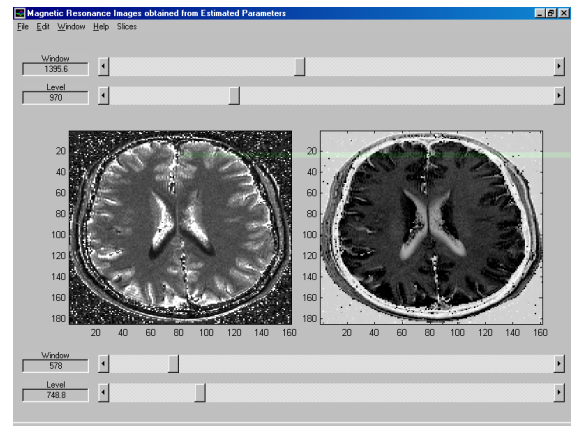 Magnetic Resonance Images obtained from Estimated Parameters
File Edit Window Help Slices
Window
1395.6
Level
970
20
40
60
80
100
120
140
160
180
20 40 60 80 100 120 140 160
20
40
60
80
100
120
140
160
180
20 40 60 80 100 120 140 160
Window
578
Level
748.8